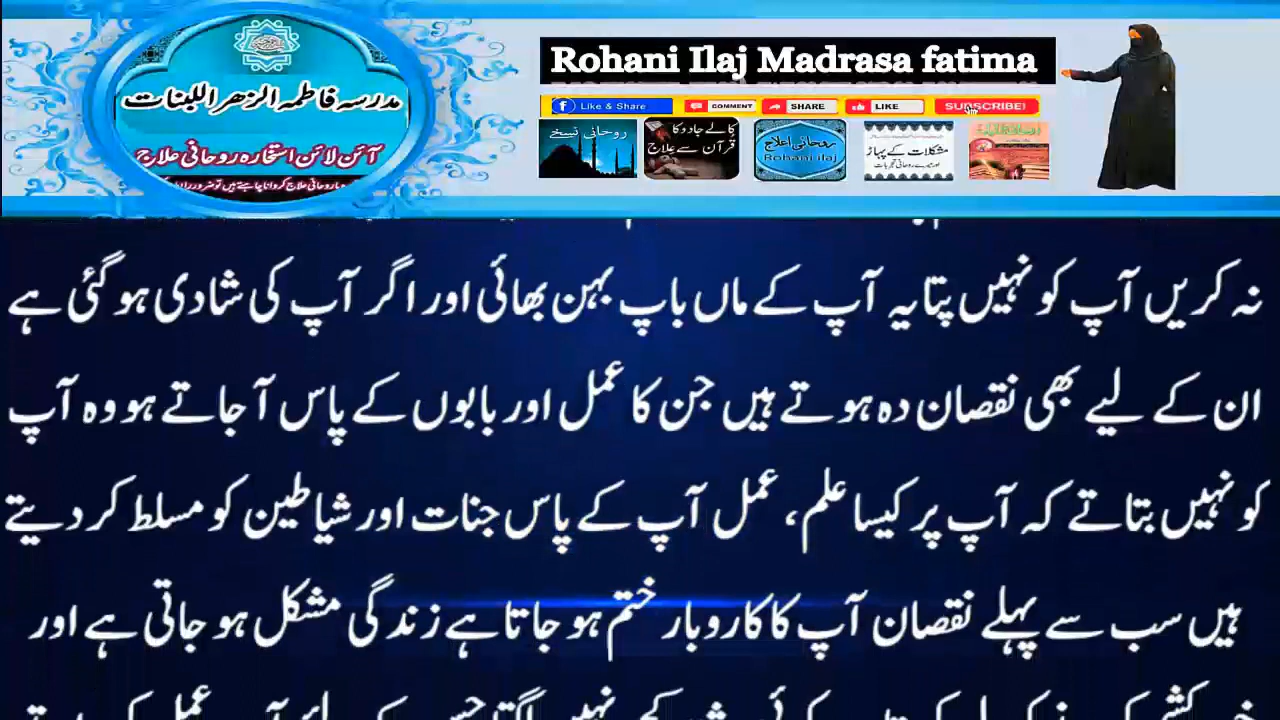 مدرسہ فاطمہ الزھرا للبنات
آئن لائن استخارہ روحانی علاج
Rohani Ilaj Madrasa fatima
Like & Share
COMMENT
SHARE
LIKE
SUBSCRIBE!
روحانی نسخ
کالے جادو کا
قرآن سے علاج
روحانی اعلاج
Rohani ilaj
مشکلات کے پہاڑ
نہ کریں آپ کو نہیں پتا یہ آپ کے ماں باپ بہن بھائی اور اگر آپ کی شادی ہو گئی ہے
ان کے لیے بھی نقصان دہ ہوتے ہیں جن کا عمل اور بابوں کے پاس آ جاتے ہو وہ آپ
کو نہیں بتاتے کہ آپ پر کیسا علم، عمل آپ کے پاس جنات اور شیاطین کو مسلط کر دیتے
ہیں سب سے پہلے نقصان آپ کا کاروبار ختم ہو جاتا ہے زندگی مشکل ہو جاتی ہے اور